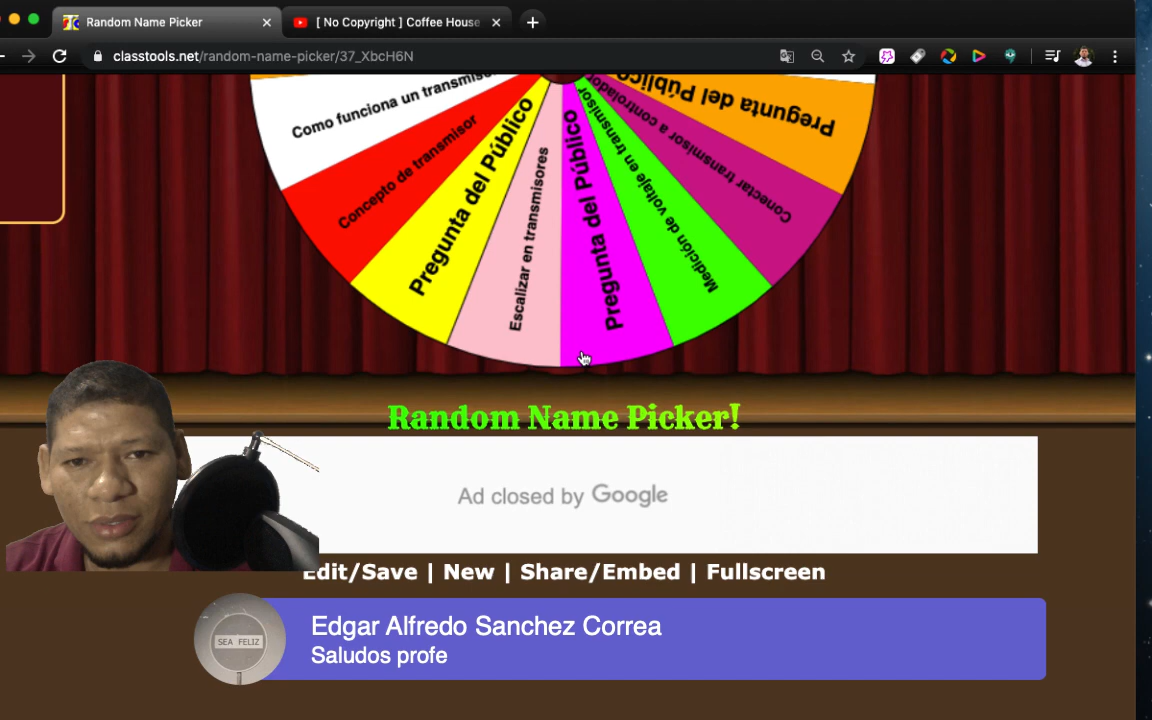 Random Name Picker
[ No Copyright ] Coffee House
classtools.net/random-name-picker/37_XbcH6N
Como funciona un
Concepto de transmisor
Pregunta del Público
Escalizar en transmisores
Pregunta del Público
Medición de voltaje en transmisor
Conectar transmisor a controlador
Pregunta del Público
Random Name Picker!
Ad closed by Google
Edit/Save | New | Share/Embed | Fullscreen
SEA FELIZ
Edgar Alfredo Sanchez Correa
Saludos profe